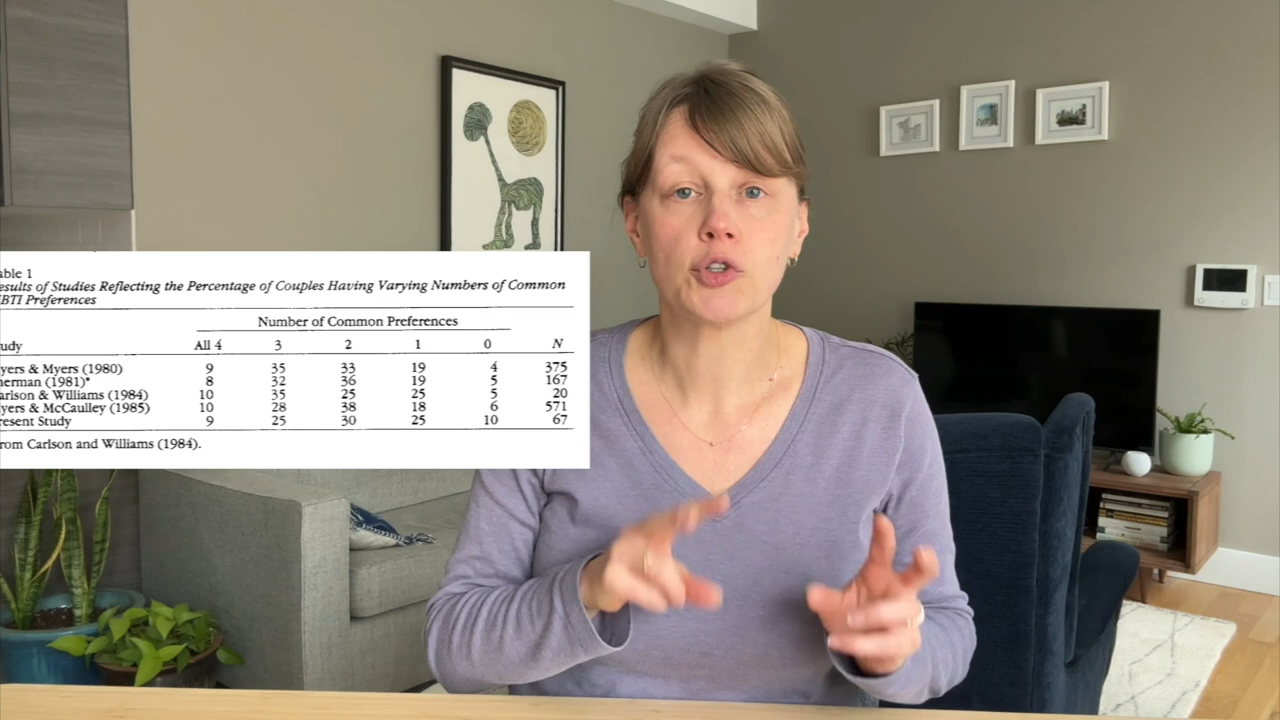 able 1
esults of Studies Reflecting the Percentage of Couples Having Varying Numbers of Common
BTI Preferences
Number of Common Preferences
udy All 4 3 2 1 0 N
yers & Myers (1980) 9 35 33 19 4 375
herman (1981)* 8 32 36 19 5 167
arlson & Williams (1984) 10 35 25 25 5 20
yers & McCaulley (1985) 10 28 38 18 6 571
resent Study 9 25 30 25 10 67
rom Carlson and Williams (1984).